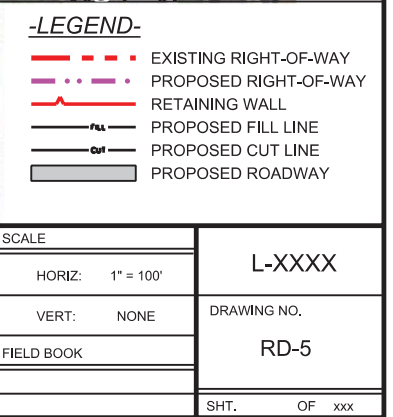 -LEGEND-
EXISTING RIGHT-OF-WAY
PROPOSED RIGHT-OF-WAY
RETAINING WALL
FILL PROPOSED FILL LINE
CUT PROPOSED CUT LINE
PROPOSED ROADWAY
SCALE
HORIZ: 1" = 100'
VERT: NONE
FIELD BOOK
L-XXXX
DRAWING NO.
RD-5
SHT. OF xxx